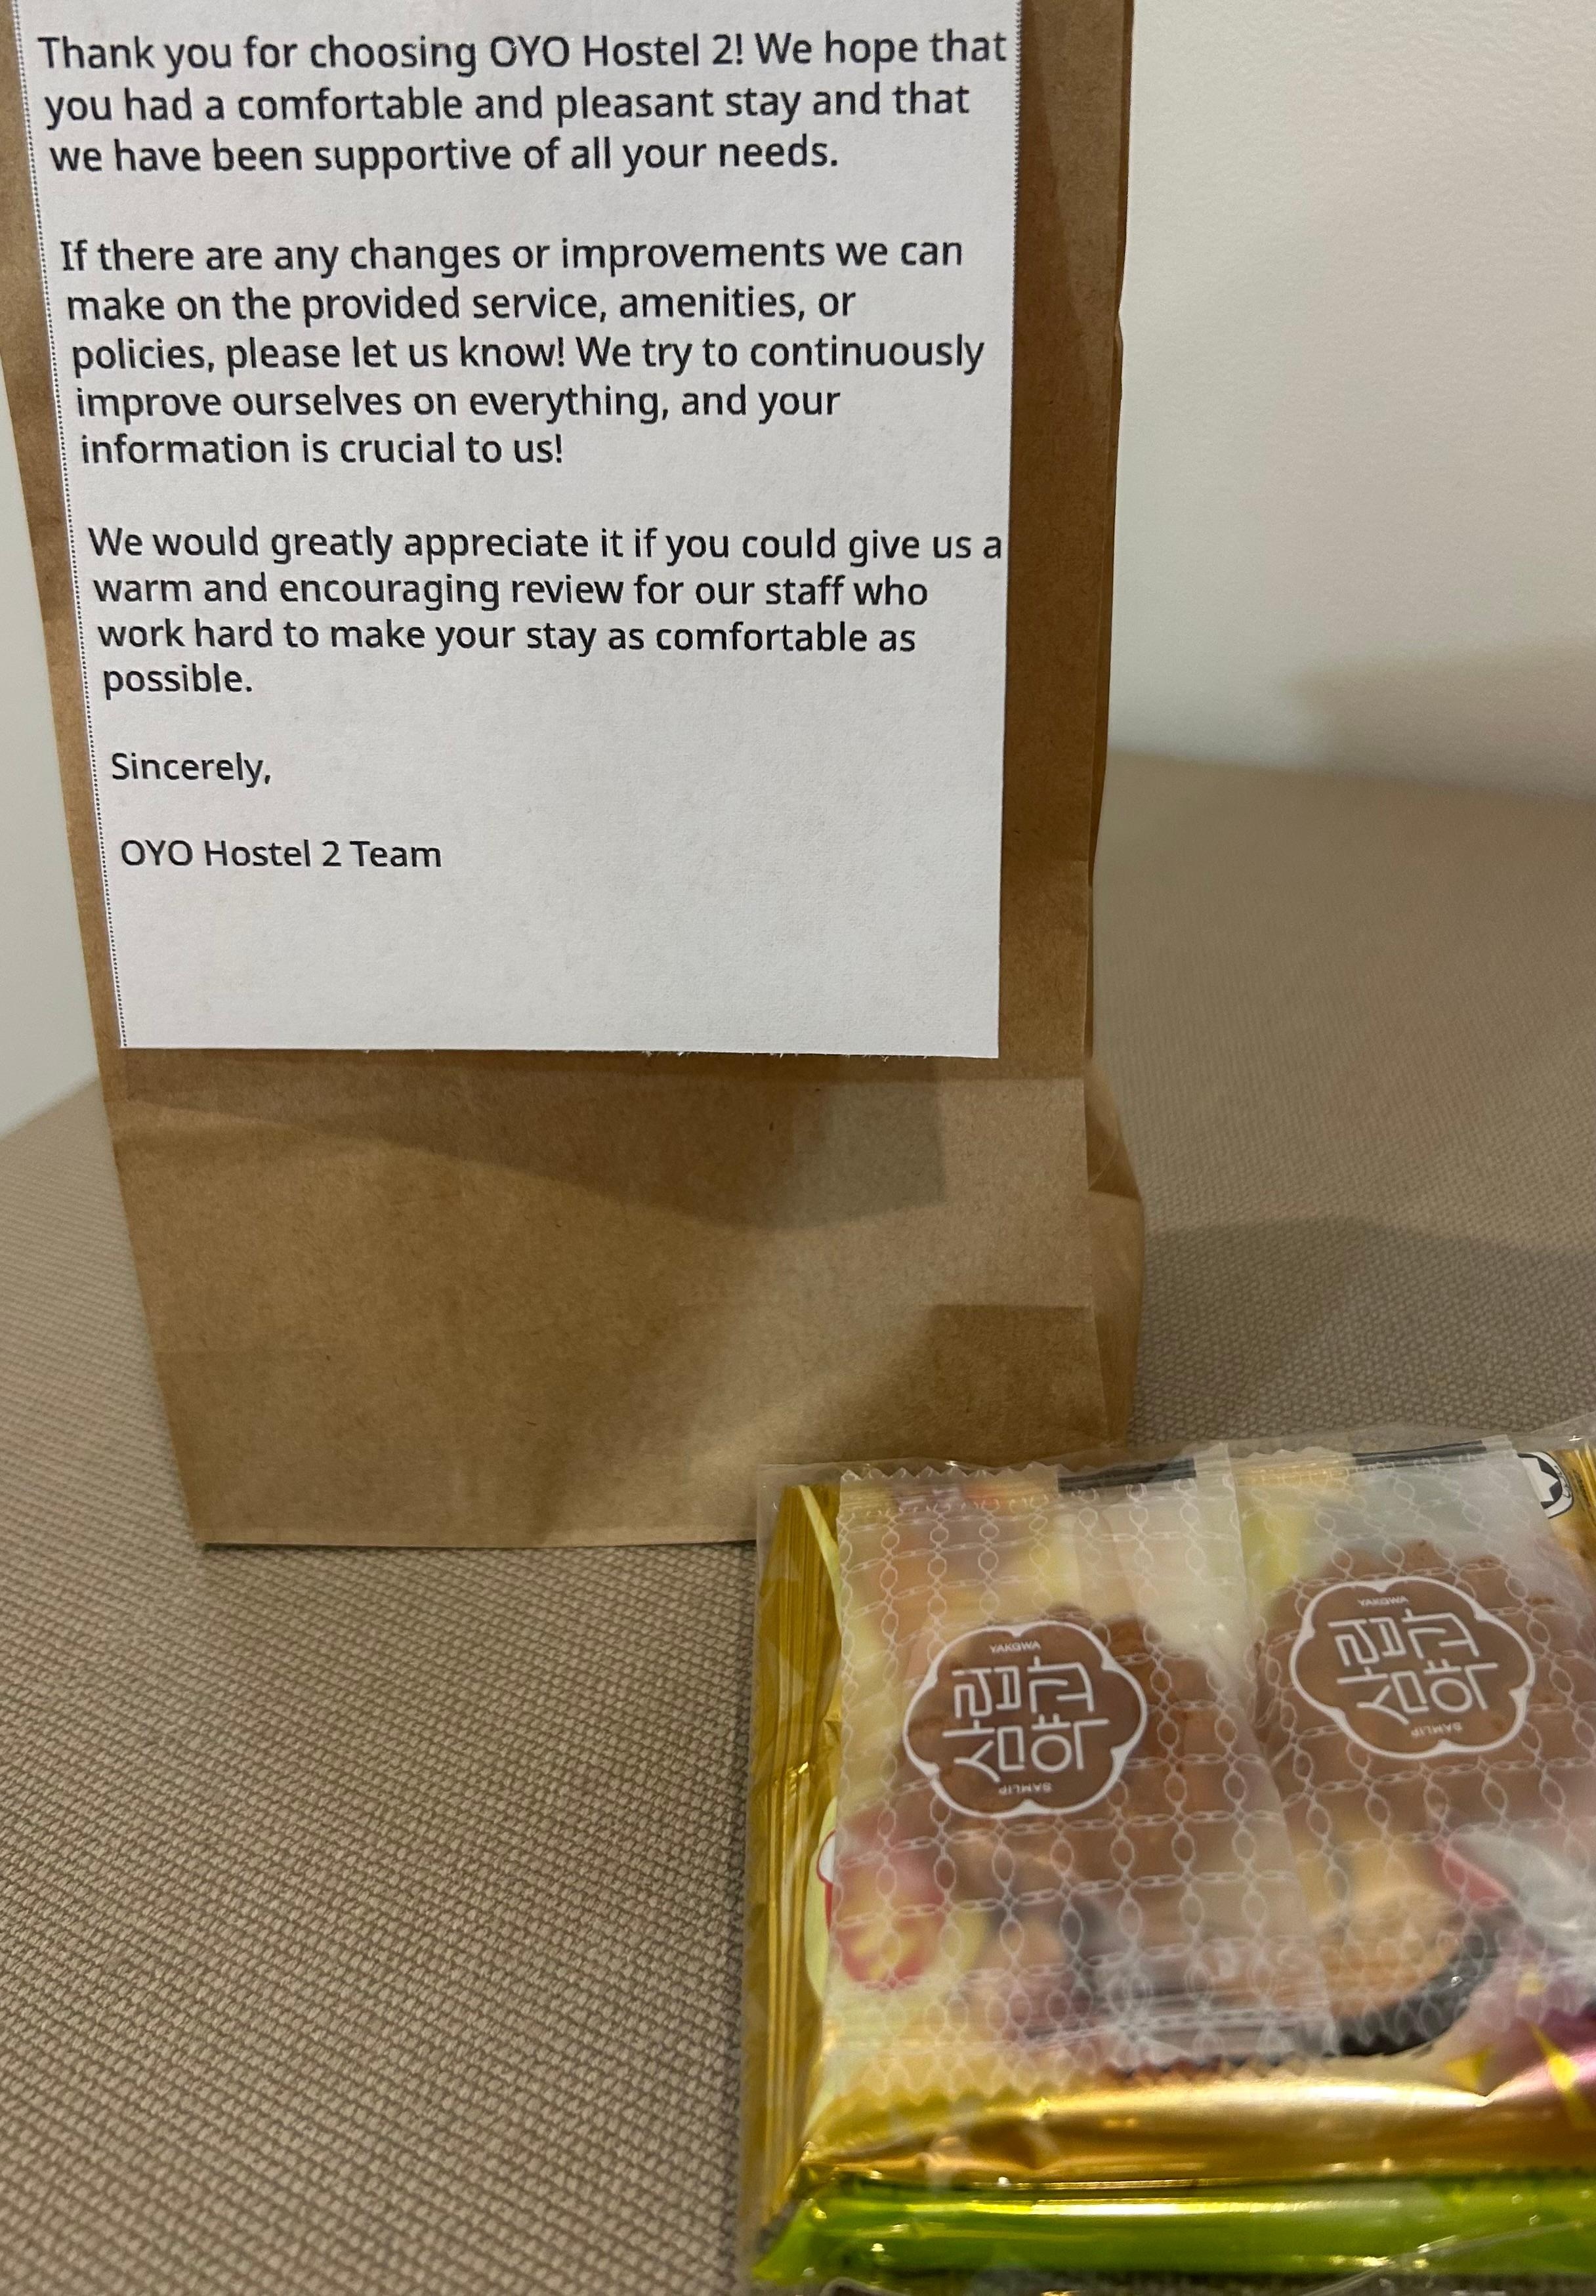 Thank you for choosing OYO Hostel 2! We hope that
you had a comfortable and pleasant stay and that
we have been supportive of all your needs.
If there are any changes or improvements we can
make on the provided service, amenities, or
policies, please let us know! We try to continuously
improve ourselves on everything, and your
information is crucial to us!
We would greatly appreciate it if you could give us a
warm and encouraging review for our staff who
work hard to make your stay as comfortable as
possible.
Sincerely,
OYO Hostel 2 Team
YAKGWA
삼립
약과
SAMLIP
YAKGWA
삼립
약과
SAMLIP